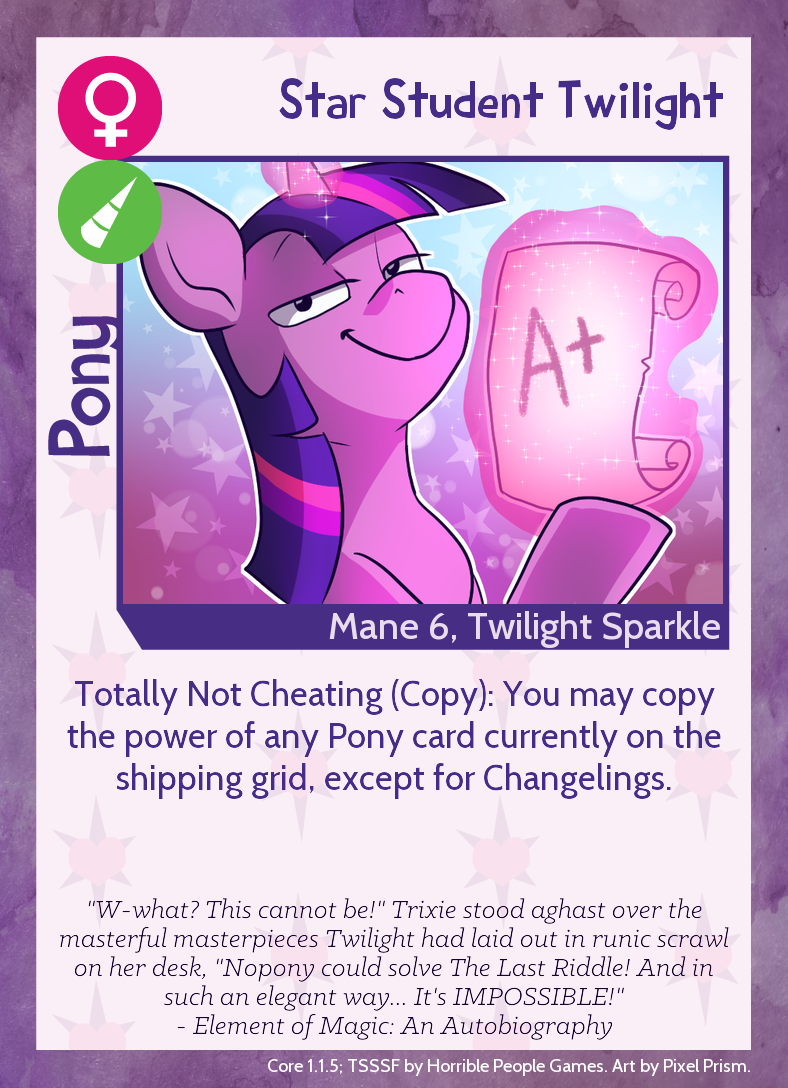 Star Student Twilight
Pony
A+
Mane 6, Twilight Sparkle
Totally Not Cheating (Copy): You may copy
the power of any Pony card currently on the
shipping grid, except for Changelings.
"W-what? This cannot be!" Trixie stood aghast over the
masterful masterpieces Twilight had laid out in runic scrawl
on her desk, "Nopony could solve The Last Riddle! And in
such an elegant way... It's IMPOSSIBLE!"
- Element of Magic: An Autobiography
Core 1.1.5; TSSSF by Horrible People Games. Art by Pixel Prism.